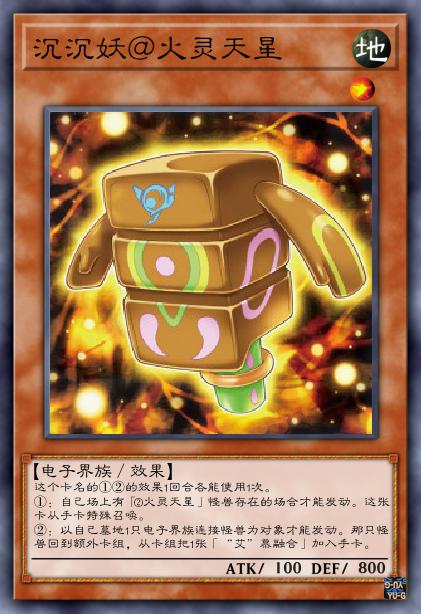 沉沉妖@火灵天星
地
【电子界族／效果】
这个卡名的①②的效果1回合各能使用1次。
①：自己场上有「@火灵天星」怪兽存在的场合才能发动。这张
卡从手卡特殊召唤。
②：以自己墓地1只电子界族连接怪兽为对象才能发动。那只怪
兽回到额外卡组，从卡组把1张「“艾”慕融合」加入手卡。
ATK/ 100 DEF/ 800